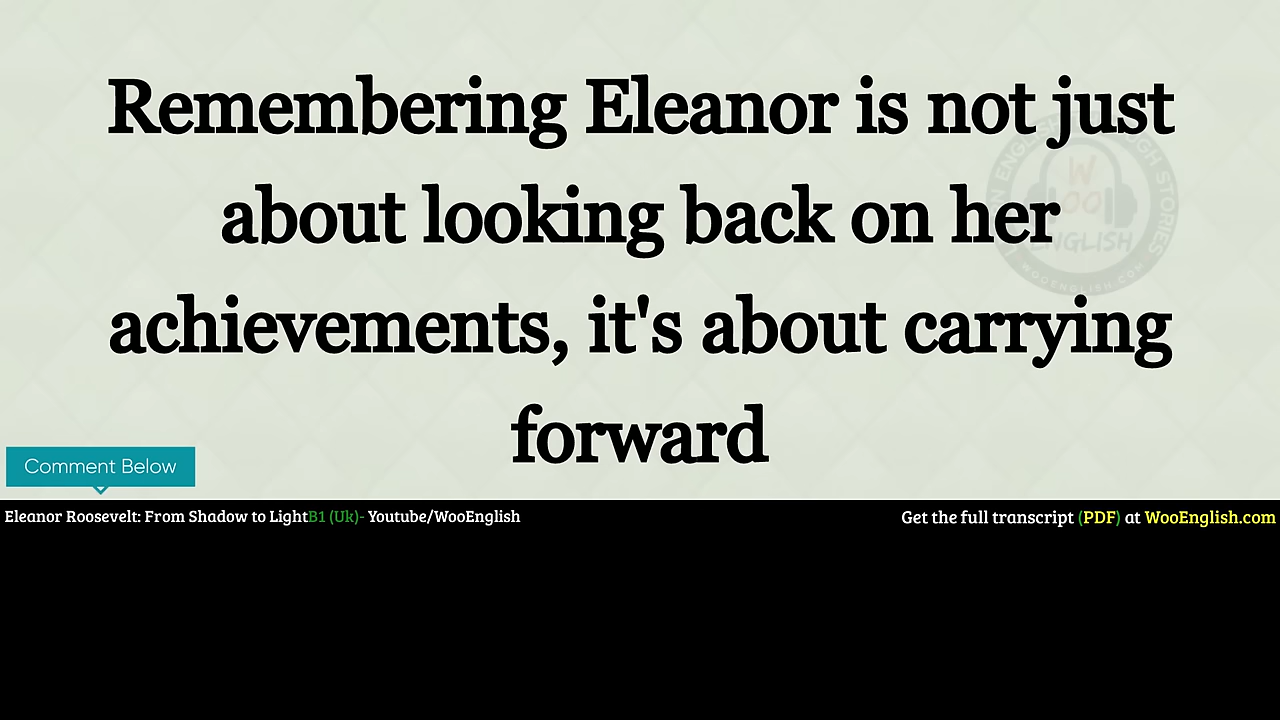 Remembering Eleanor is not just
about looking back on her
achievements, it's about carrying
forward
Comment Below
Eleanor Roosevelt: From Shadow to LightB1 (Uk)- Youtube/WooEnglish
Get the full transcript (PDF) at WooEnglish.com